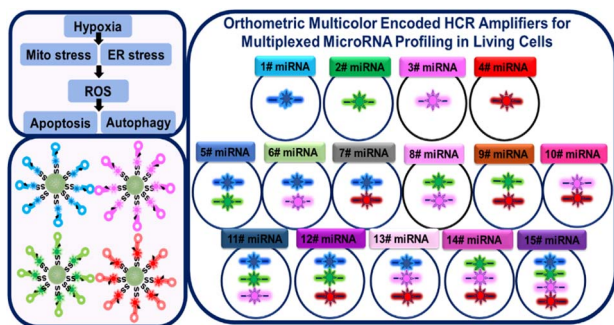 Hypoxia
Mito stress
ER stress
ROS
Apoptosis
Autophagy
Orthometric Multicolor Encoded HCR Amplifiers for
Multiplexed MicroRNA Profiling in Living Cells
1# miRNA
2# miRNA
3# miRNA
4# miRNA
5# miRNA
6# miRNA
7# miRNA
8# miRNA
9# miRNA
10# miRNA
11# miRNA
12# miRNA
13# miRNA
14# miRNA
15# miRNA